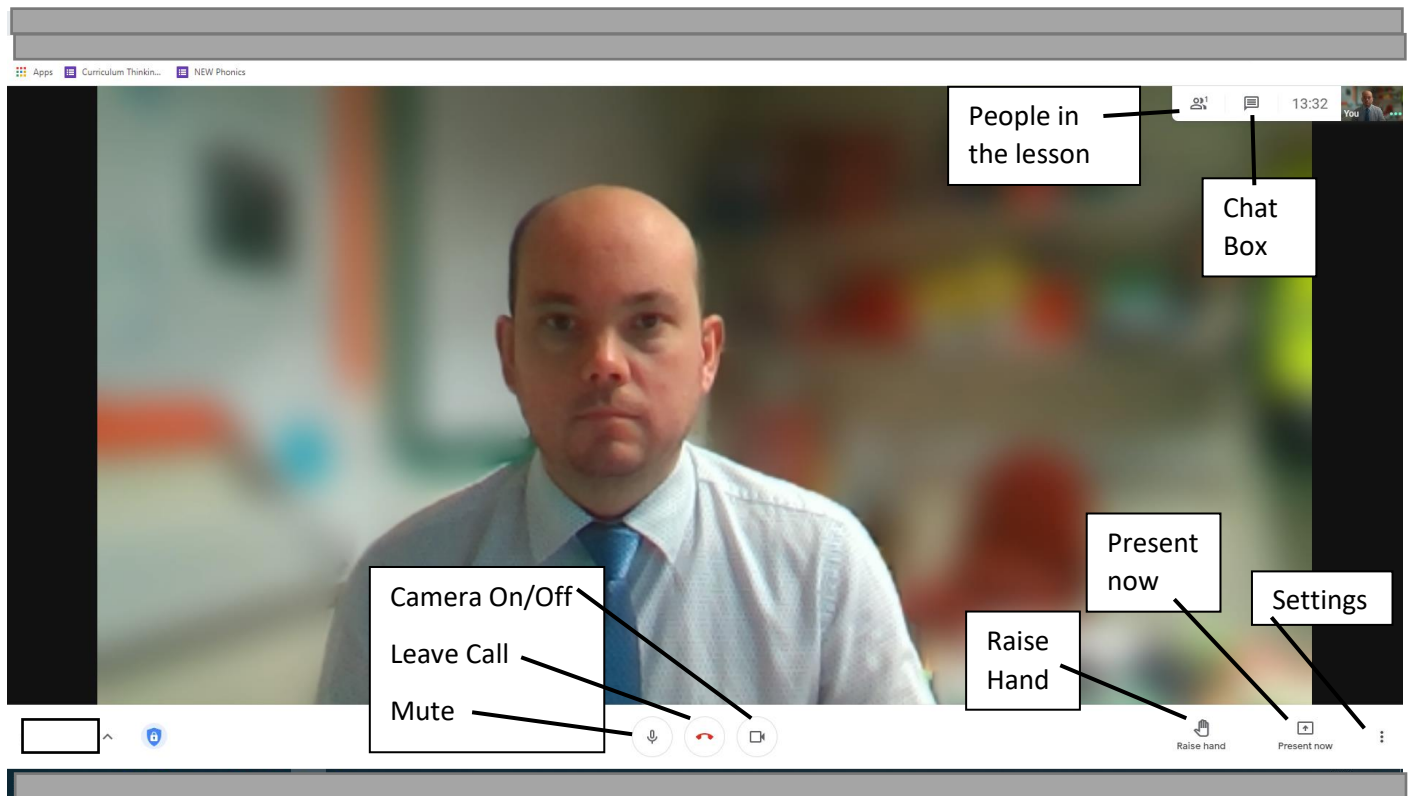 Apps Curriculum Thinkin... NEW Phonics
People in
the lesson
1
13:32
You
Chat
Box
Present
now
Settings
Camera On/Off
Leave Call
Mute
Raise
Hand
Raise hand
Present now